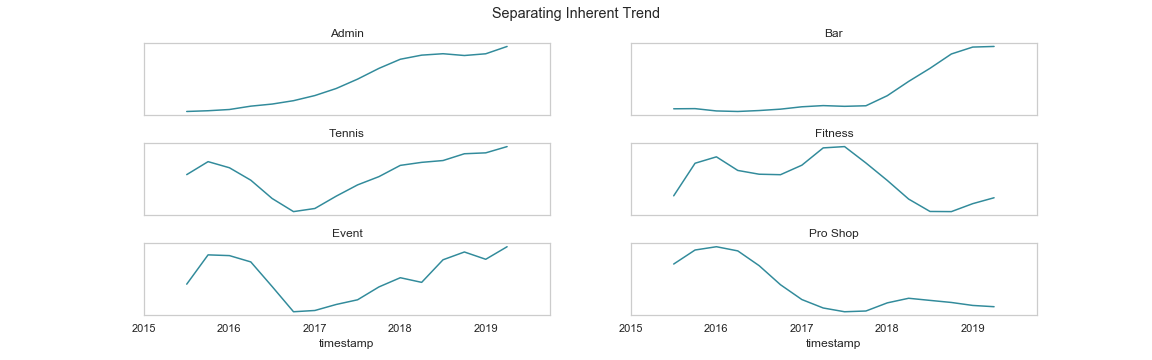 Separating Inherent Trend
Admin
Bar
Tennis
Fitness
Event
Pro Shop
2015 2016 2017 2018 2019
2015 2016 2017 2018 2019
timestamp
timestamp